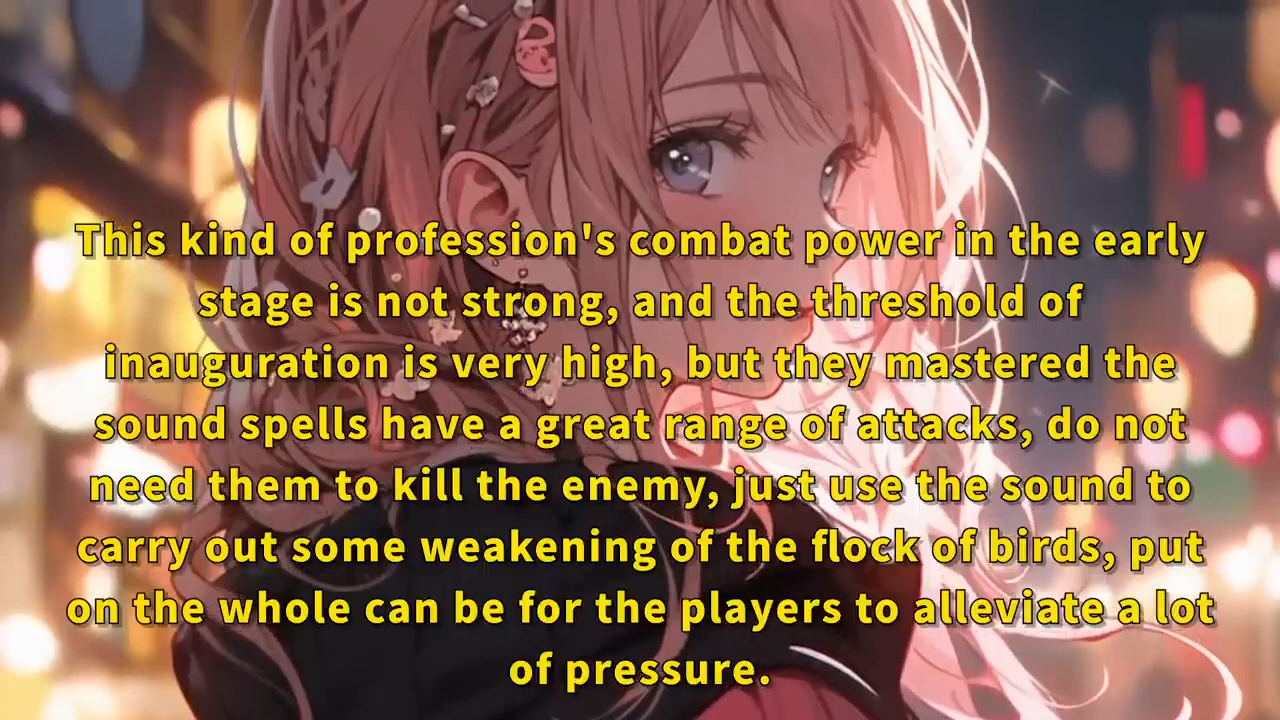 This kind of profession's combat power in the early
stage is not strong, and the threshold of
inauguration is very high, but they mastered the
sound spells have a great range of attacks, do not
need them to kill the enemy, just use the sound to
carry out some weakening of the flock of birds, put
on the whole can be for the players to alleviate a lot
of pressure.